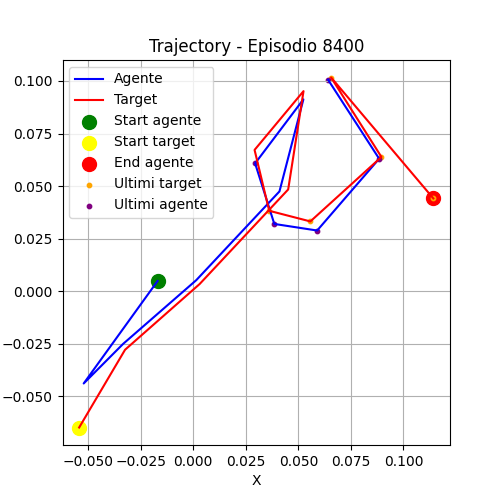 Trajectory - Episodio 8400
0.100
0.075
0.050
0.025
0.000
−0.025
−0.050
Agente
Target
Start agente
Start target
End agente
Ultimi target
Ultimi agente
−0.050 −0.025 0.000 0.025 0.050 0.075 0.100
X